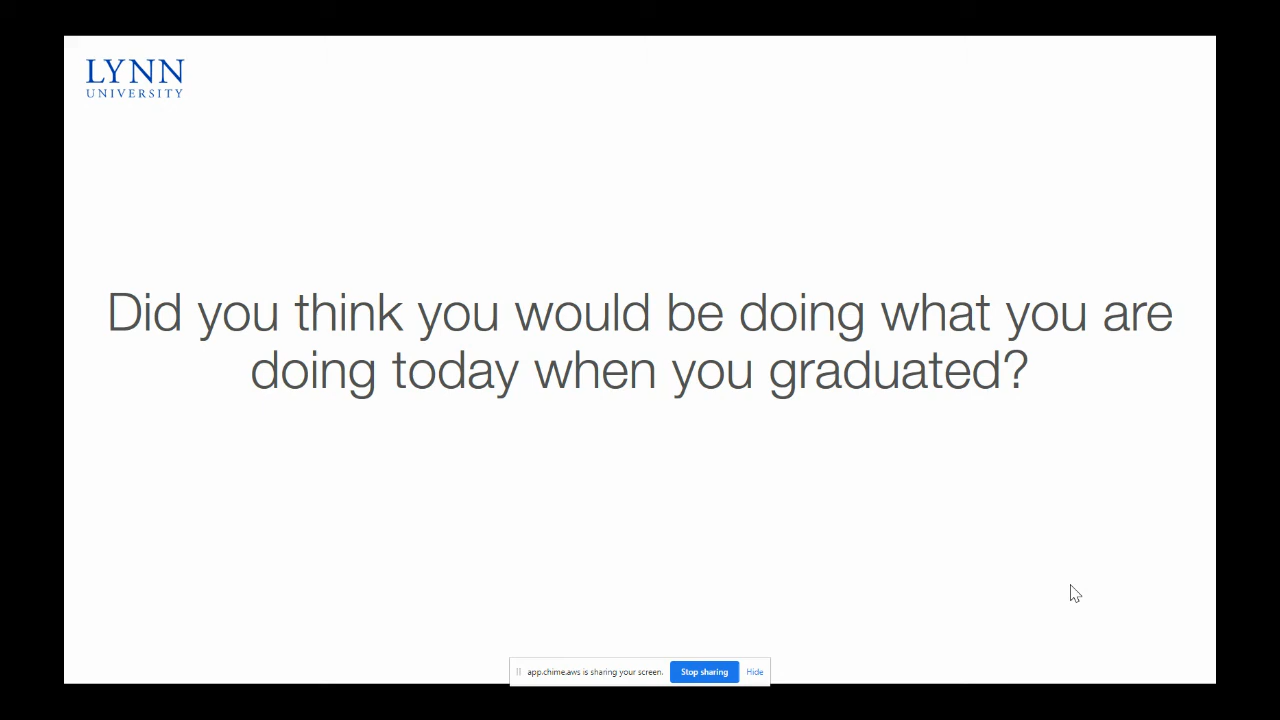 LYNN
UNIVERSITY
Did you think you would be doing what you are
doing today when you graduated?
app.chime.aws is sharing your screen. Stop sharing Hide